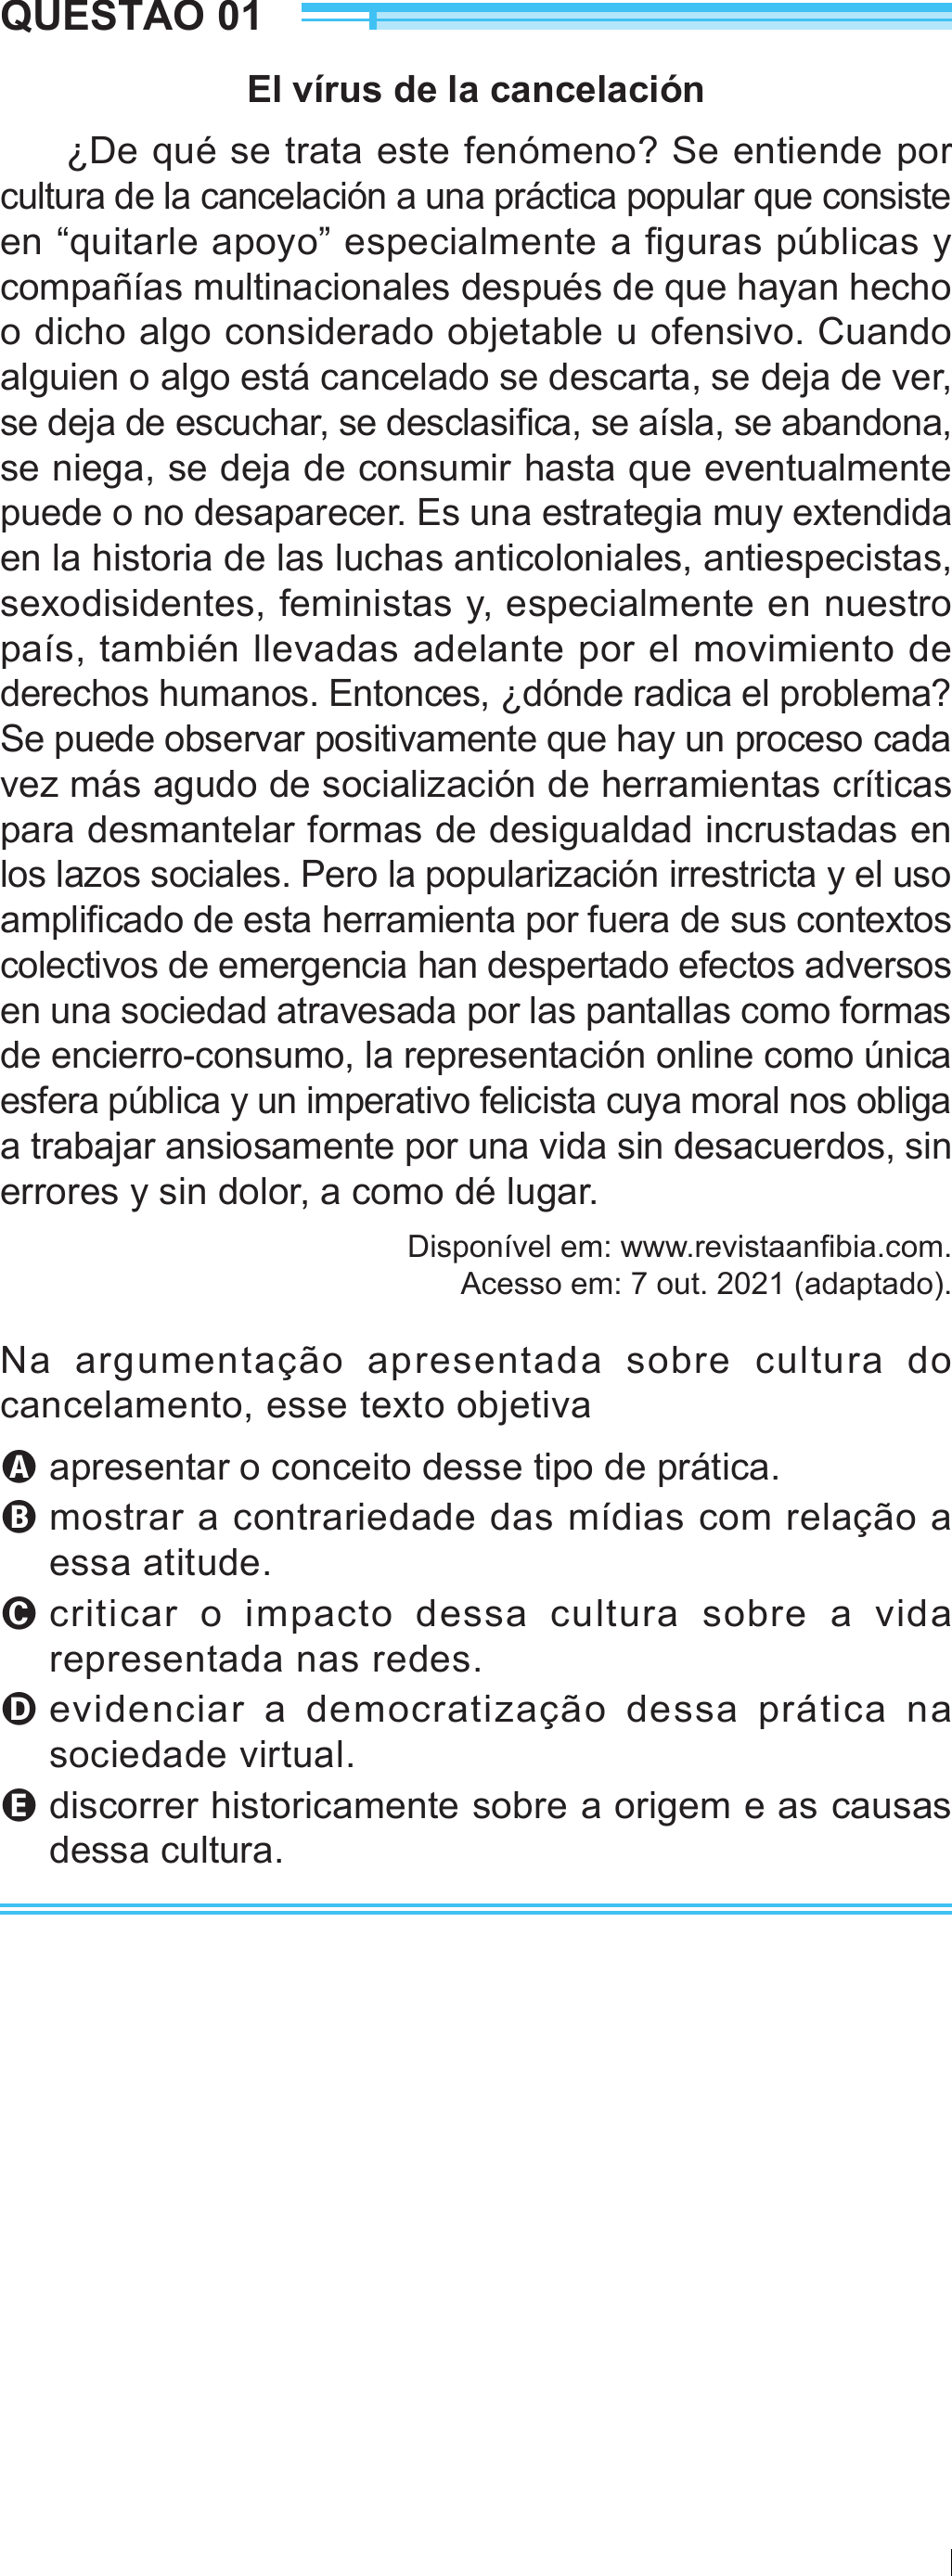 QUESTÃO 01
El vírus de la cancelación
¿De qué se trata este fenómeno? Se entiende por
cultura de la cancelación a una práctica popular que consiste
en “quitarle apoyo” especialmente a figuras públicas y
compañías multinacionales después de que hayan hecho
o dicho algo considerado objetable u ofensivo. Cuando
alguien o algo está cancelado se descarta, se deja de ver,
se deja de escuchar, se desclasifica, se aísla, se abandona,
se niega, se deja de consumir hasta que eventualmente
puede o no desaparecer. Es una estrategia muy extendida
en la historia de las luchas anticoloniales, antiespecistas,
sexodisidentes, feministas y, especialmente en nuestro
país, también llevadas adelante por el movimiento de
derechos humanos. Entonces, ¿dónde radica el problema?
Se puede observar positivamente que hay un proceso cada
vez más agudo de socialización de herramientas críticas
para desmantelar formas de desigualdad incrustadas en
los lazos sociales. Pero la popularización irrestricta y el uso
amplificado de esta herramienta por fuera de sus contextos
colectivos de emergencia han despertado efectos adversos
en una sociedad atravesada por las pantallas como formas
de encierro-consumo, la representación online como única
esfera pública y un imperativo felicista cuya moral nos obliga
a trabajar ansiosamente por una vida sin desacuerdos, sin
errores y sin dolor, a como dé lugar.
Disponível em: www.revistaanfibia.com.
Acesso em: 7 out. 2021 (adaptado).
Na argumentação apresentada sobre cultura do
cancelamento, esse texto objetiva
A apresentar o conceito desse tipo de prática.
B mostrar a contrariedade das mídias com relação a
essa atitude.
C criticar o impacto dessa cultura sobre a vida
representada nas redes.
D evidenciar a democratização dessa prática na
sociedade virtual.
E discorrer historicamente sobre a origem e as causas
dessa cultura.